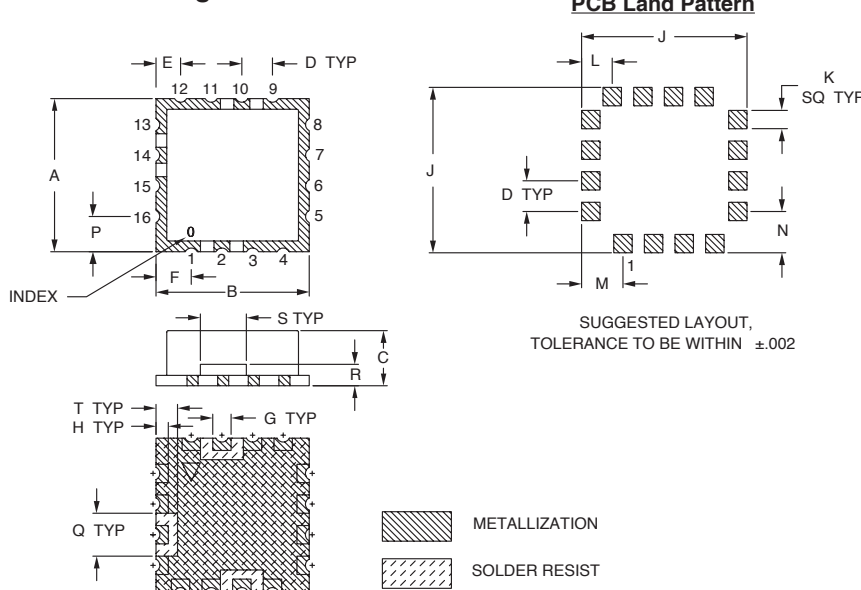 PCB Land Pattern
E
D TYP
12 11 10 9
13
14
15
16
8
7
6
5
A
P
0
1 2 3 4
F
B
INDEX
J
L
K
SQ TYP
J
D TYP
N
1
M
SUGGESTED LAYOUT,
TOLERANCE TO BE WITHIN ±.002
S TYP
C
R
T TYP
H TYP
G TYP
Q TYP
METALLIZATION
SOLDER RESIST